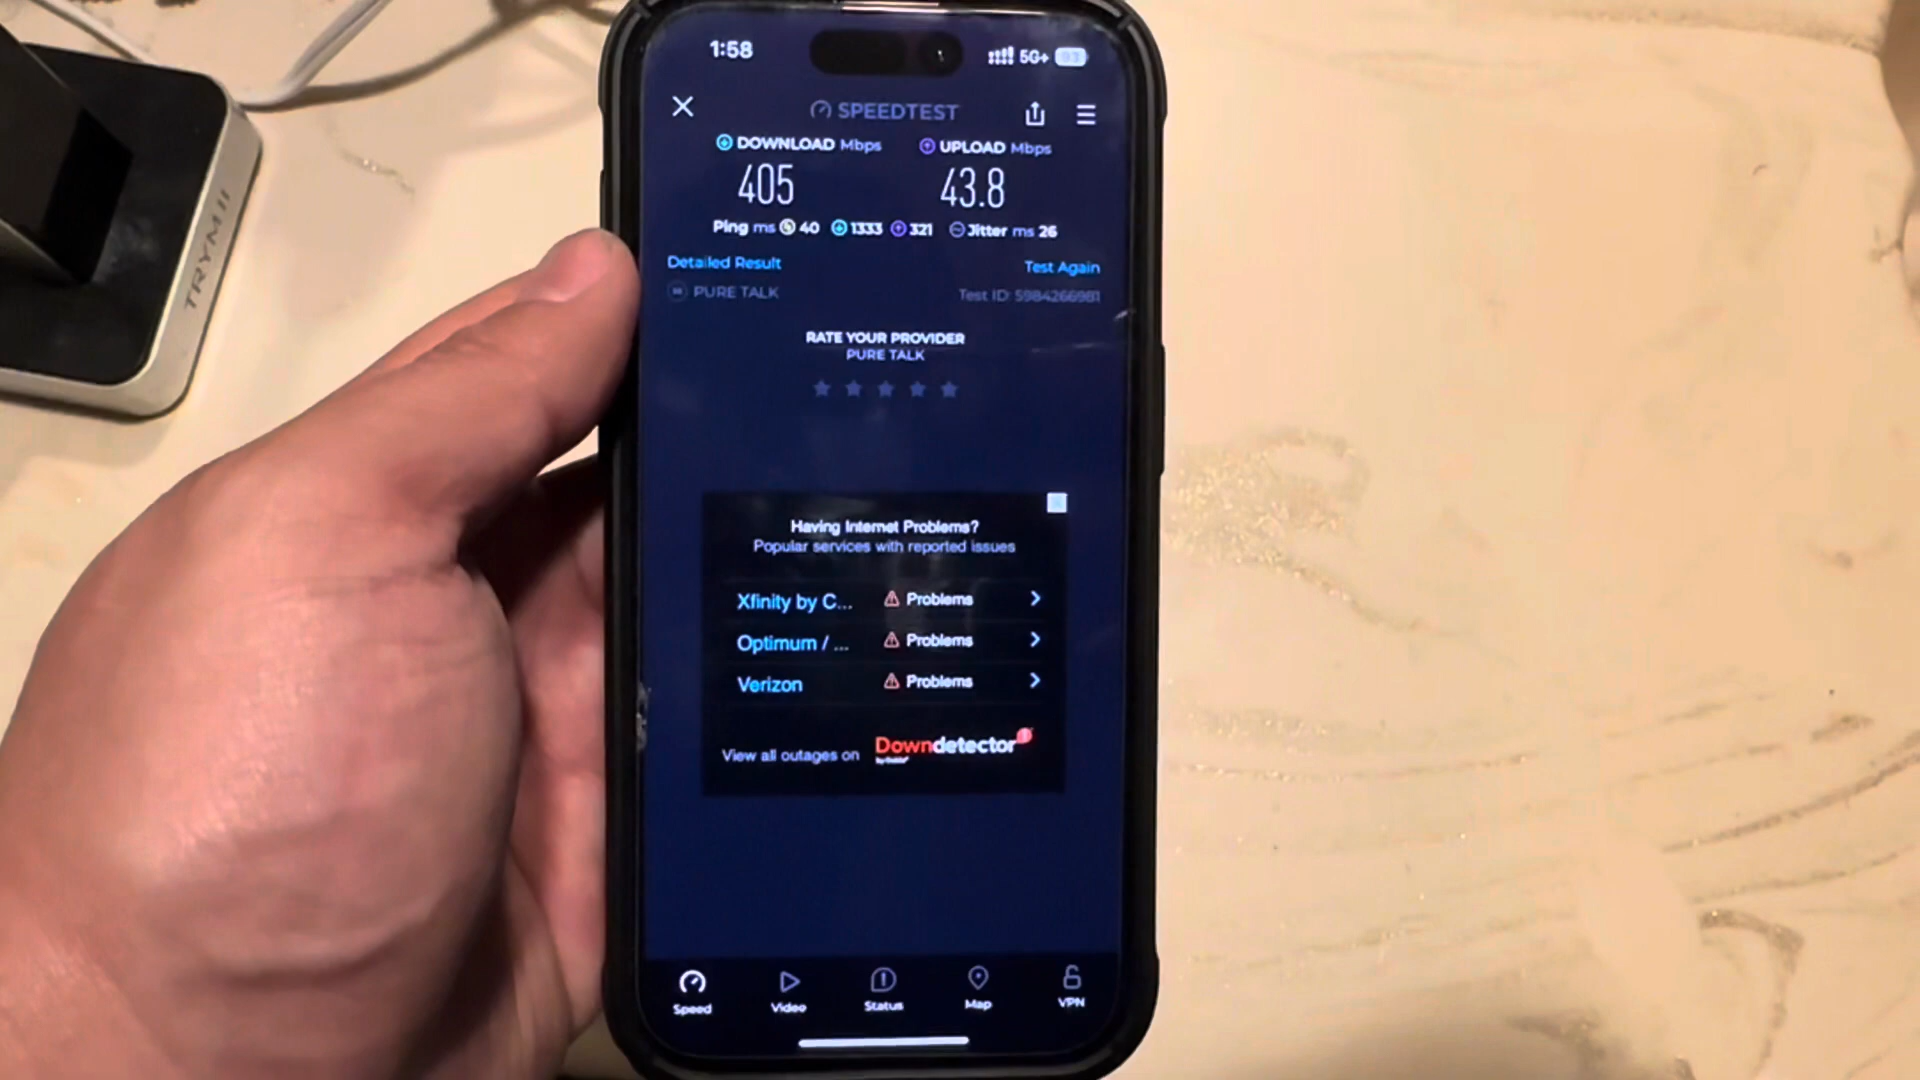 1:58
5G+
SPEEDTEST
DOWNLOAD Mbps
UPLOAD Mbps
405
43.8
Ping ms 40 1333 321 Jitter ms 26
Detailed Result
Test Again
PURE TALK
Test ID: 5984266981
RATE YOUR PROVIDER
PURE TALK
Having Internet Problems?
Popular services with reported issues
Xfinity by C... Problems
Optimum / ... Problems
Verizon Problems
View all outages on Downdetector
Speed
Video
Status
Map
VPN
TRYM II